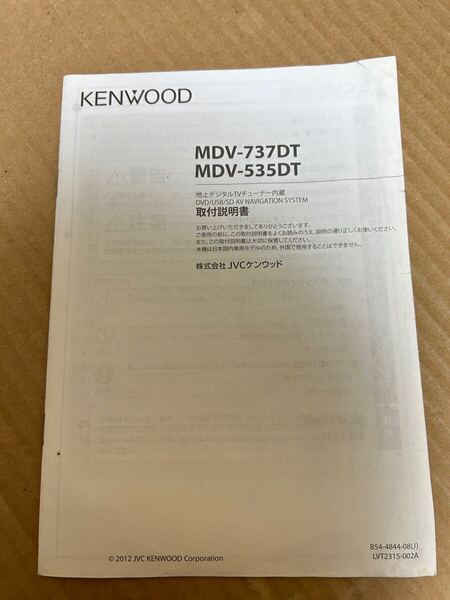 KENWOOD
MDV-737DT
MDV-535DT
地上デジタルTVチューナー内蔵
DVD/USB/SD AV NAVIGATION SYSTEM
取付説明書
お買い上げいただきましてありがとうございます。
ご使用の前に、この取付説明書をよくお読みのうえ、説明の通り正しくお使いください。
また、この取付説明書は大切に保管してください。
本機は日本国内専用モデルのため、外国で使用することはできません。
株式会社 JVCケンウッド
B54-4844-08(J)
LVT2315-002A
© 2012 JVC KENWOOD Corporation